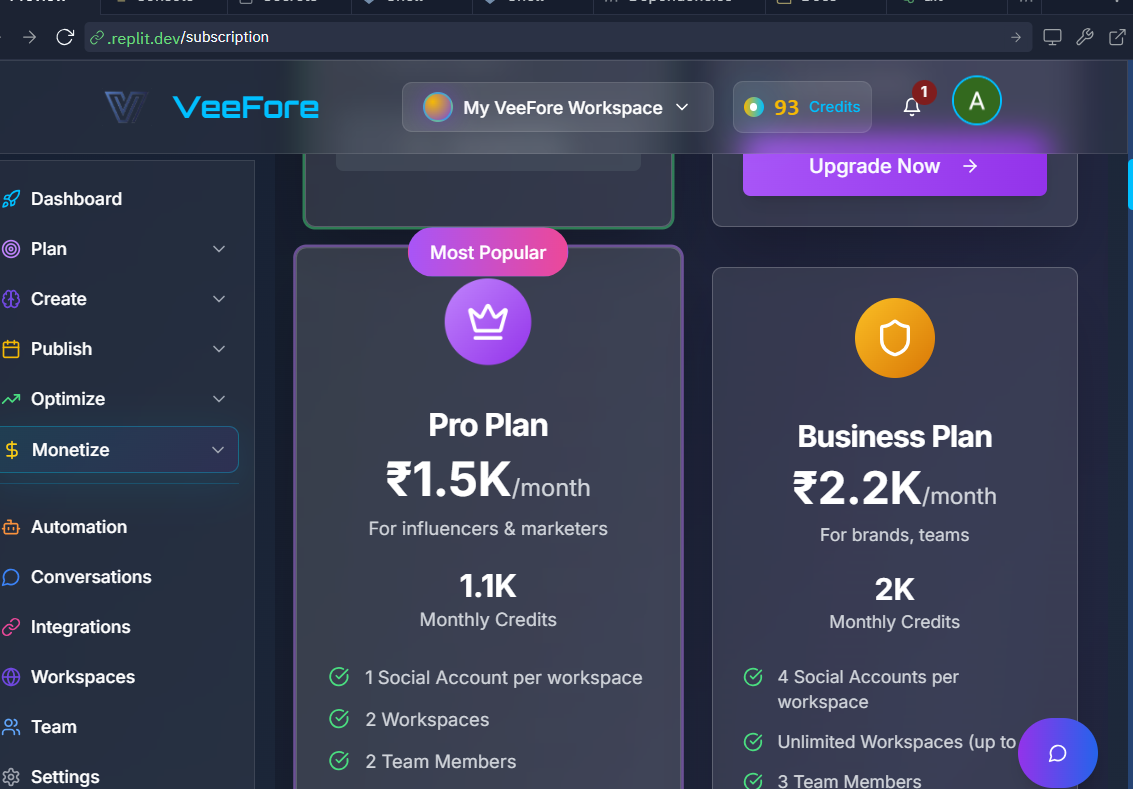 .replit.dev/subscription
VeeFore
My VeeFore Workspace
93 Credits
1
A
Dashboard
Plan
Create
Publish
Optimize
Monetize
Automation
Conversations
Integrations
Workspaces
Team
Settings
Upgrade Now
Most Popular
Pro Plan
₹1.5K/month
For influencers & marketers
1.1K
Monthly Credits
1 Social Account per workspace
2 Workspaces
2 Team Members
Business Plan
₹2.2K/month
For brands, teams
2K
Monthly Credits
4 Social Accounts per
workspace
Unlimited Workspaces (up to
3 Team Members